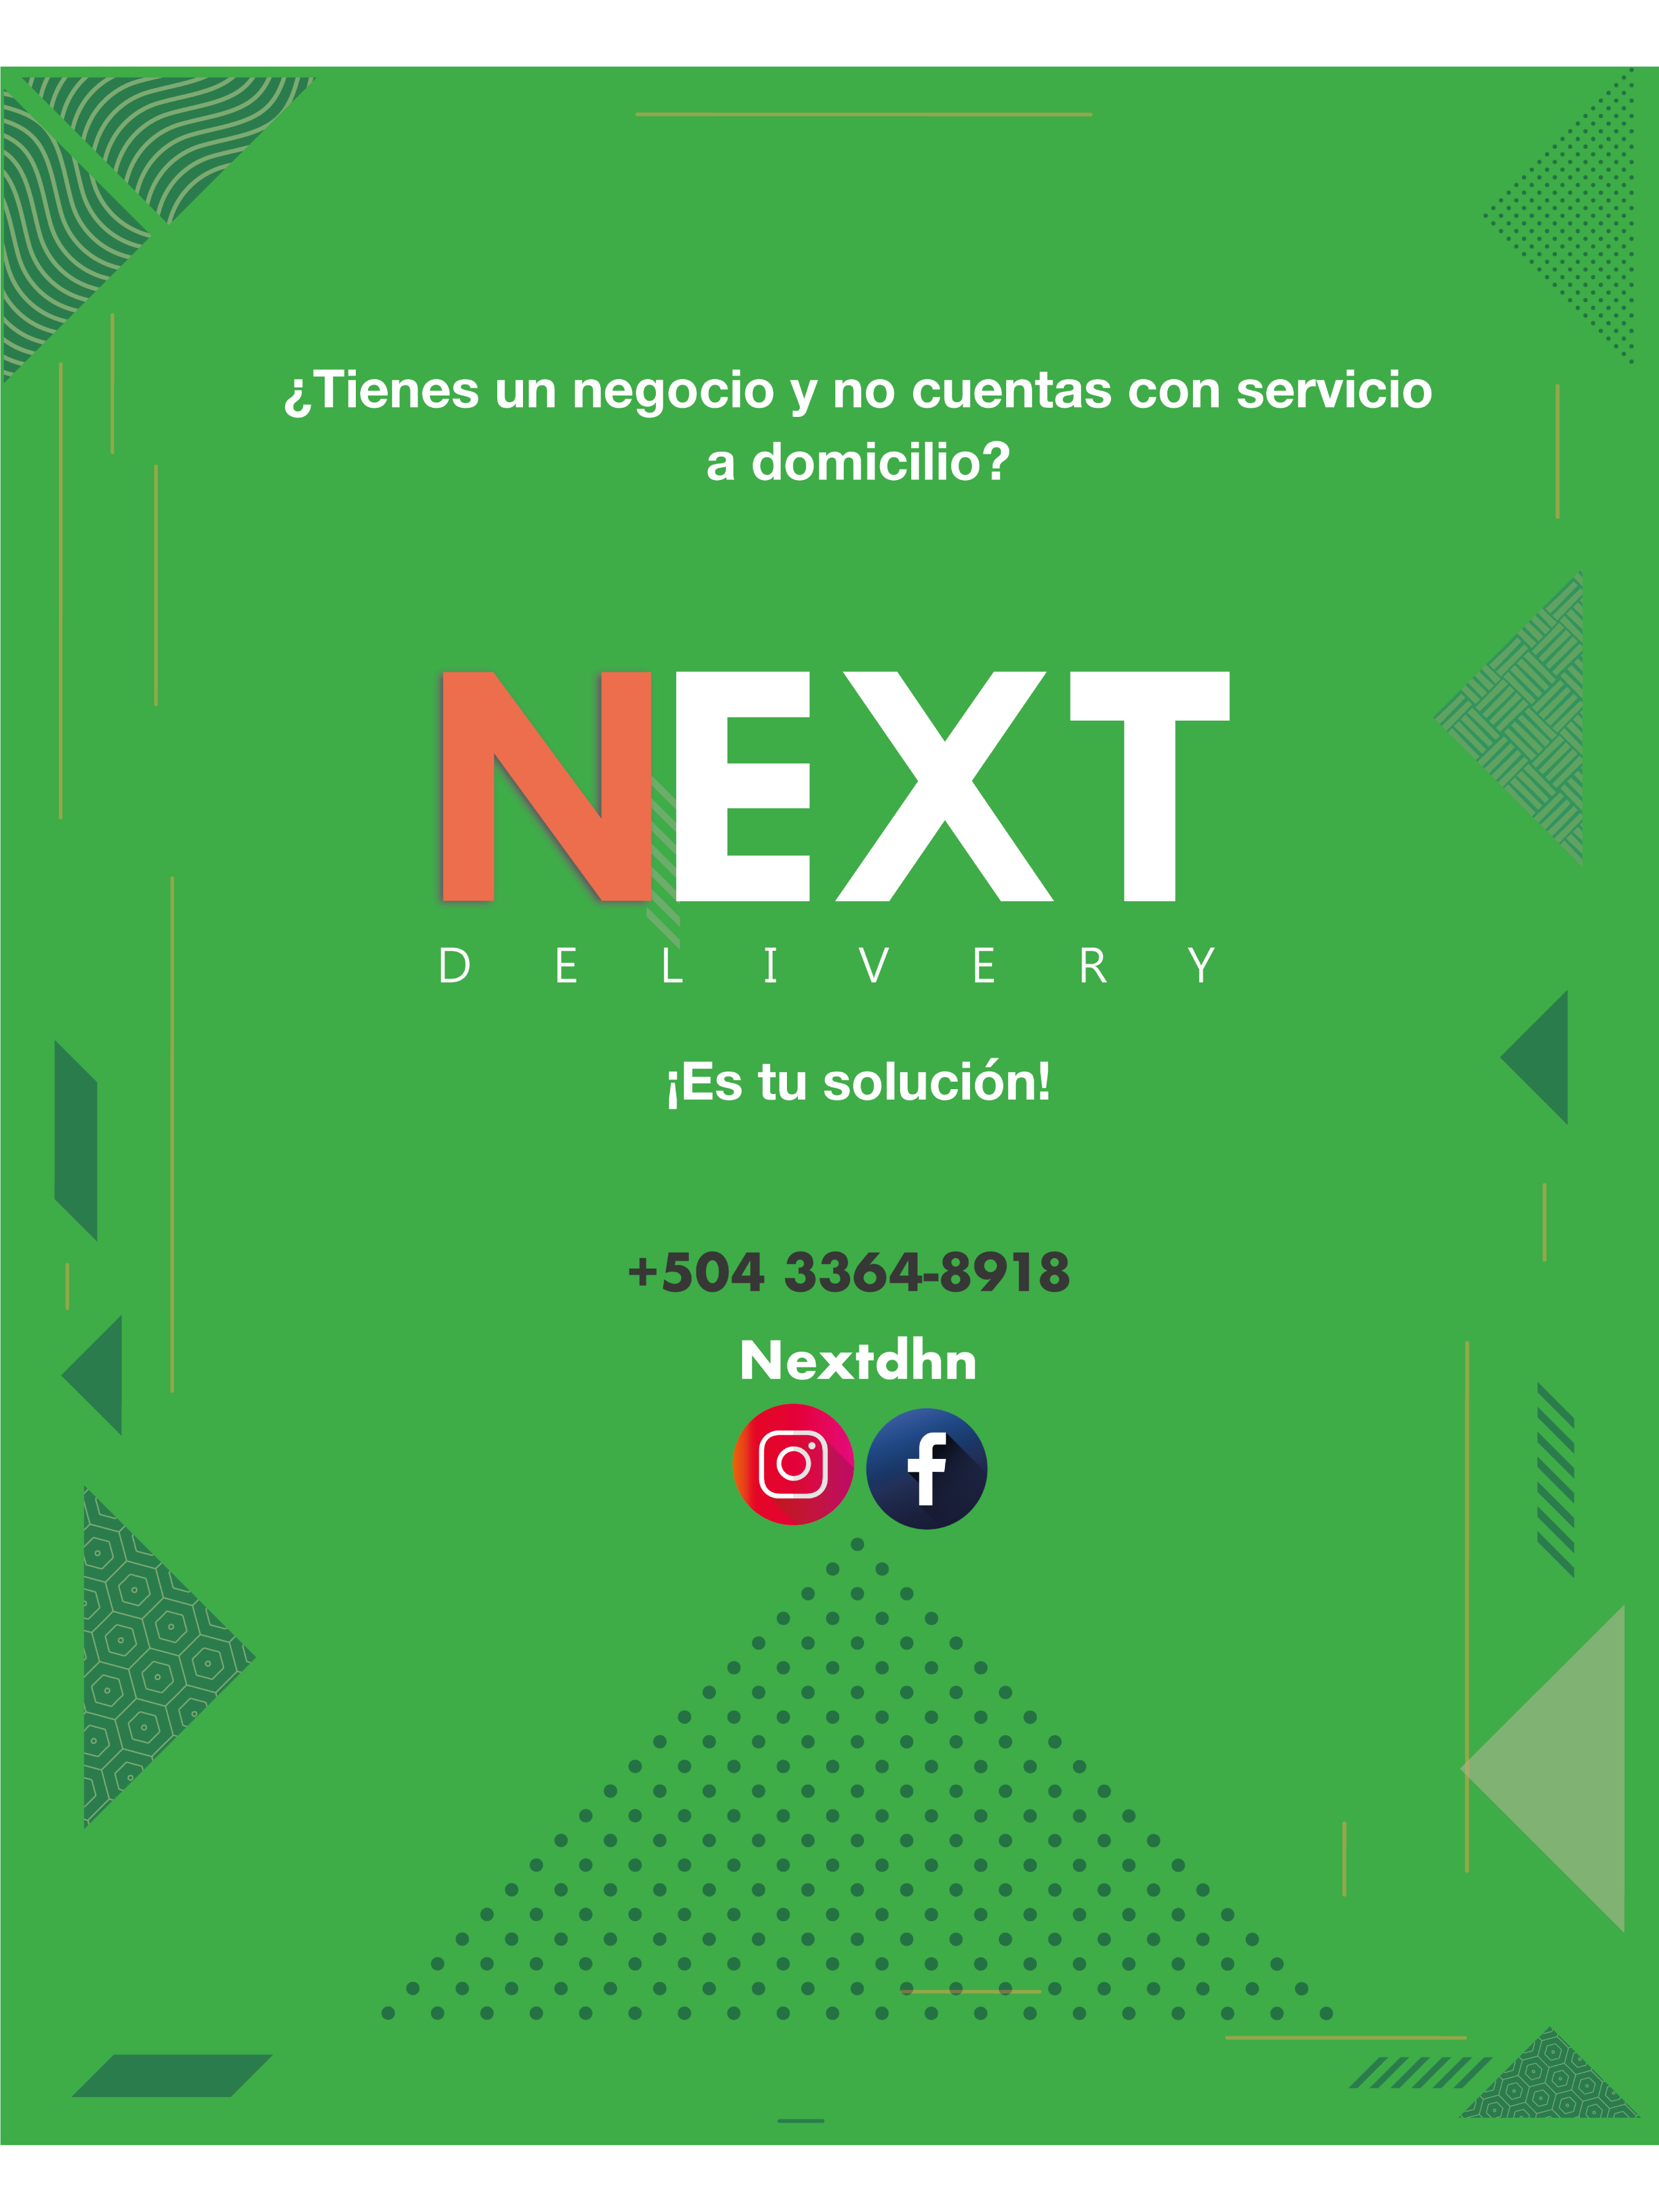 ¿Tienes un negocio y no cuentas con servicio
a domicilio?
NEXT
DELIVERY
¡Es tu solución!
+504 3364-8918
Nextdhn